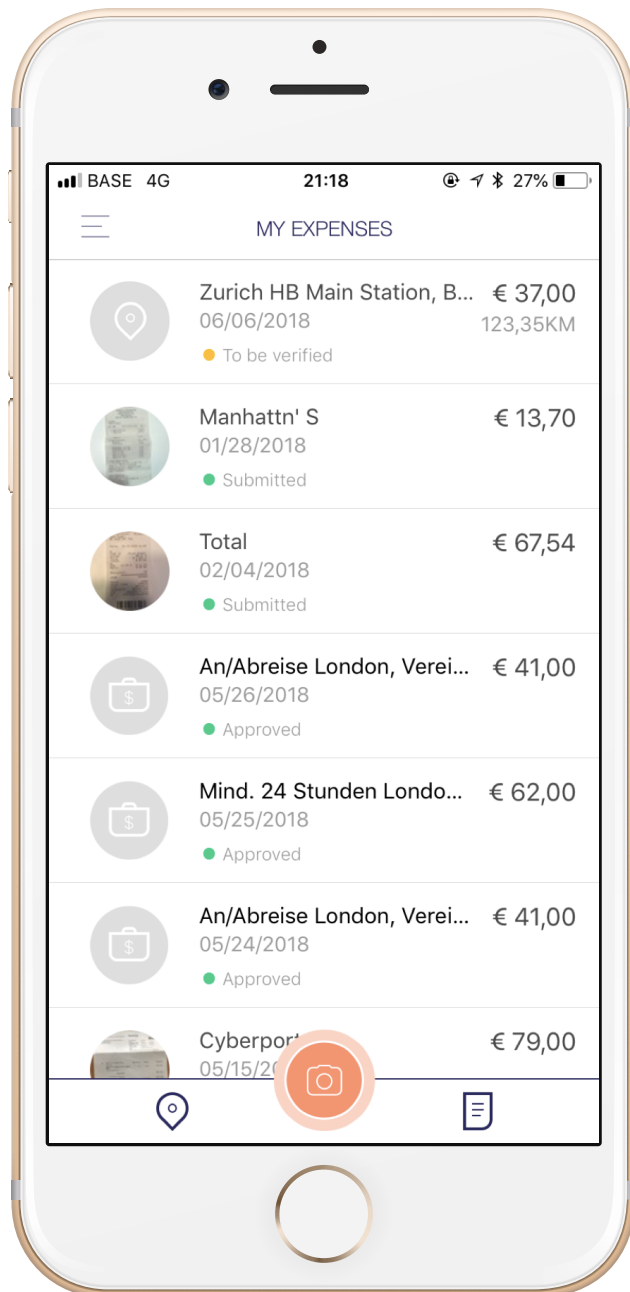 BASE 4G 21:18 27%
MY EXPENSES
Zurich HB Main Station, B... € 37,00
06/06/2018 123,35KM
To be verified
Manhattn' S € 13,70
01/28/2018
Submitted
Total € 67,54
02/04/2018
Submitted
An/Abreise London, Verei... € 41,00
05/26/2018
Approved
Mind. 24 Stunden Londo... € 62,00
05/25/2018
Approved
An/Abreise London, Verei... € 41,00
05/24/2018
Approved
Cyberport € 79,00
05/15/20